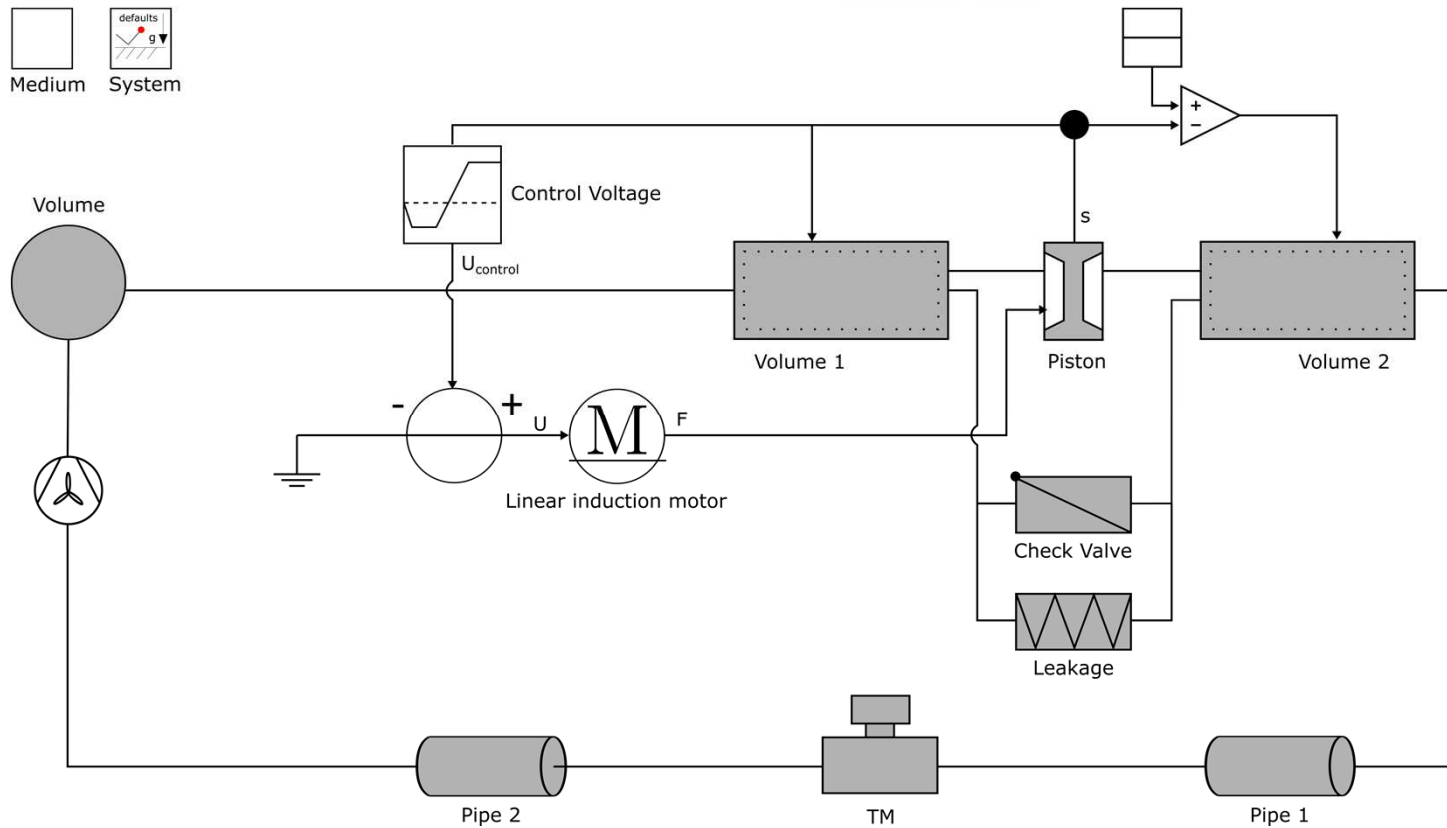 defaults
g
Medium
System
+
−
Control Voltage
Volume
s
Ucontrol
Volume 1
Piston
Volume 2
-
+
U
M
F
Linear induction motor
Check Valve
Leakage
Pipe 2
TM
Pipe 1